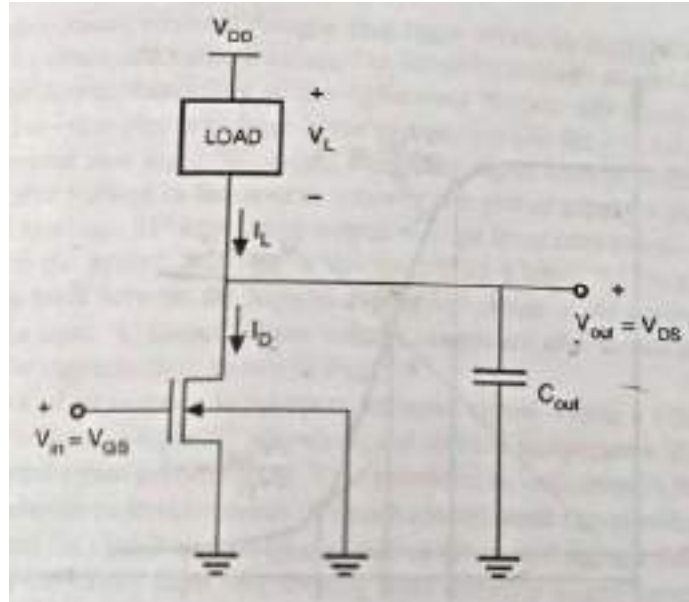 V_DD
+
LOAD
V_L
−
I_L
+
V_out = V_DS
I_D
C_out
+
V_in = V_GS